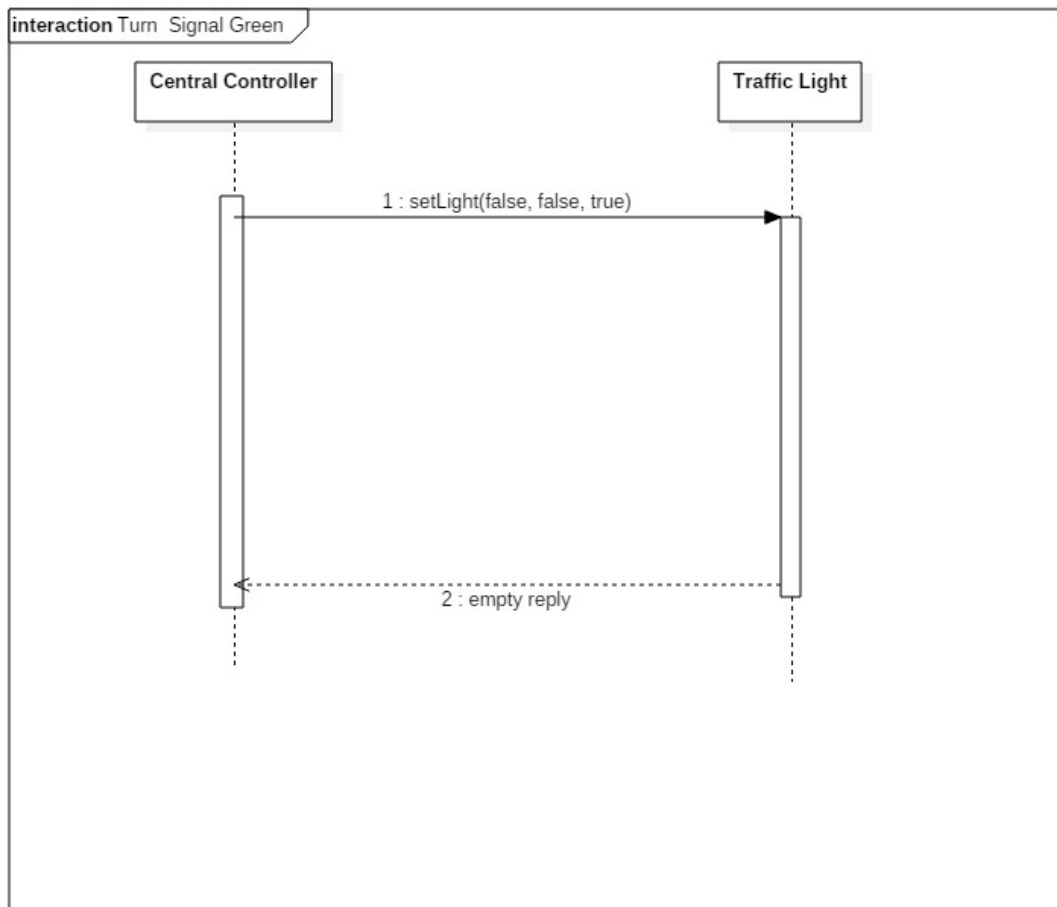 interaction Turn  Signal Green
Central Controller
Traffic Light
1 : setLight(false, false, true)
2 : empty reply